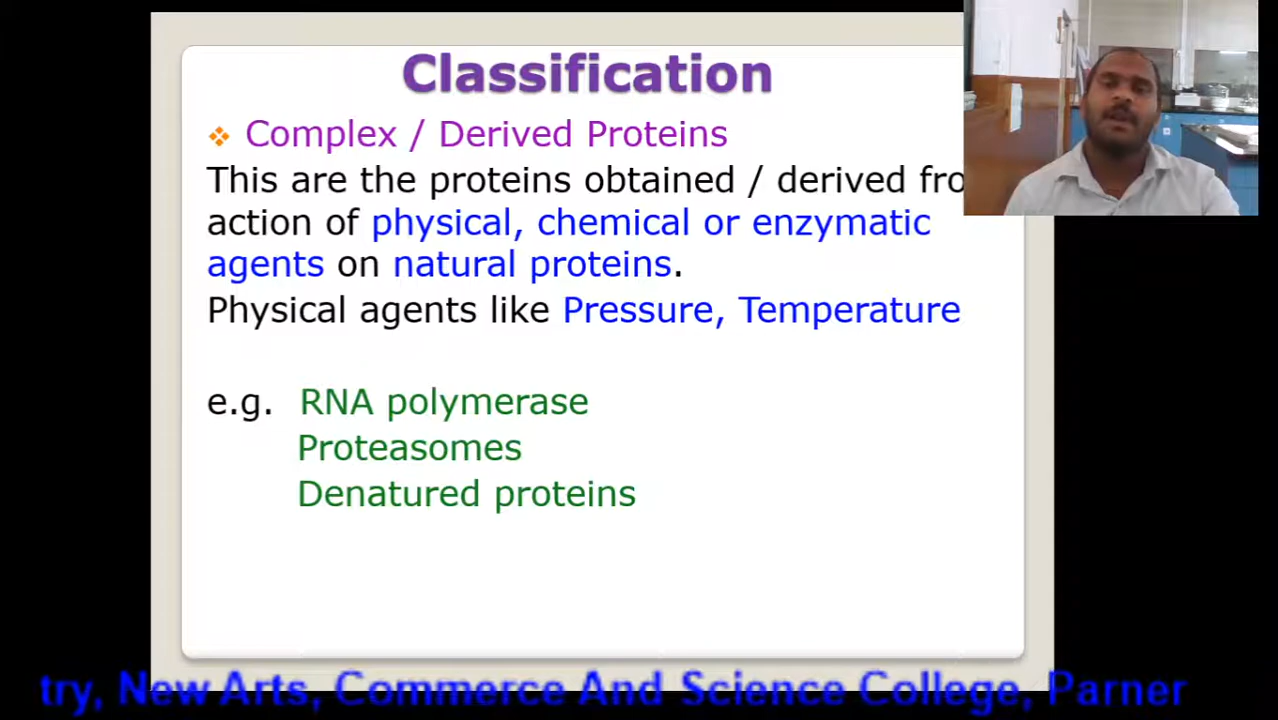 Classification
Complex / Derived Proteins
This are the proteins obtained / derived
action of physical, chemical or enzymatic
agents on natural proteins.
Physical agents like Pressure, Temperature
e.g. RNA polymerase
Proteasomes
Denatured proteins
try, New Arts, Commerce And Science College, Parner